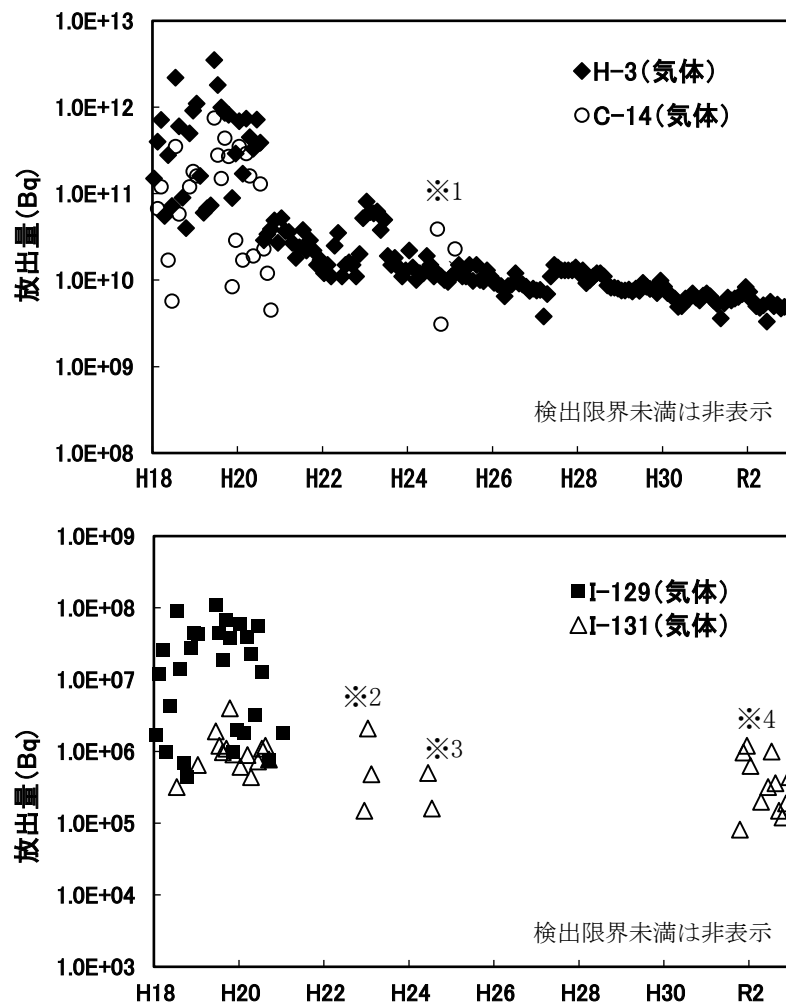 1.0E+13
1.0E+12
1.0E+11
1.0E+10
1.0E+09
1.0E+08
放出量(Bq)
◆H-3(気体)
○C-14(気体)
※1
検出限界未満は非表示
H18 H20 H22 H24 H26 H28 H30 R2
1.0E+09
1.0E+08
1.0E+07
1.0E+06
1.0E+05
1.0E+04
1.0E+03
放出量(Bq)
■I-129(気体)
△I-131(気体)
※2
※3
※4
検出限界未満は非表示
H18 H20 H22 H24 H26 H28 H30 R2